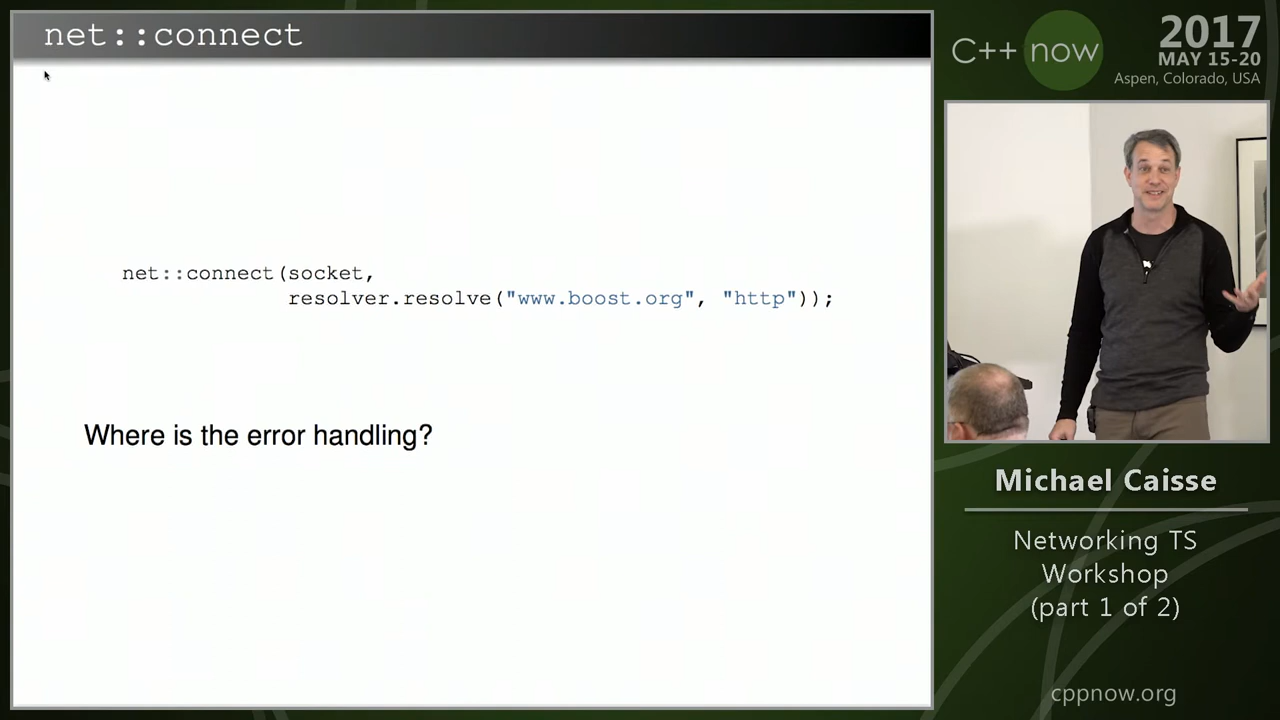 net::connect
net::connect(socket,
resolver.resolve("www.boost.org", "http"));
Where is the error handling?
C++ now
2017
MAY 15-20
Aspen, Colorado, USA
Michael Caisse
Networking TS
Workshop
(part 1 of 2)
cppnow.org